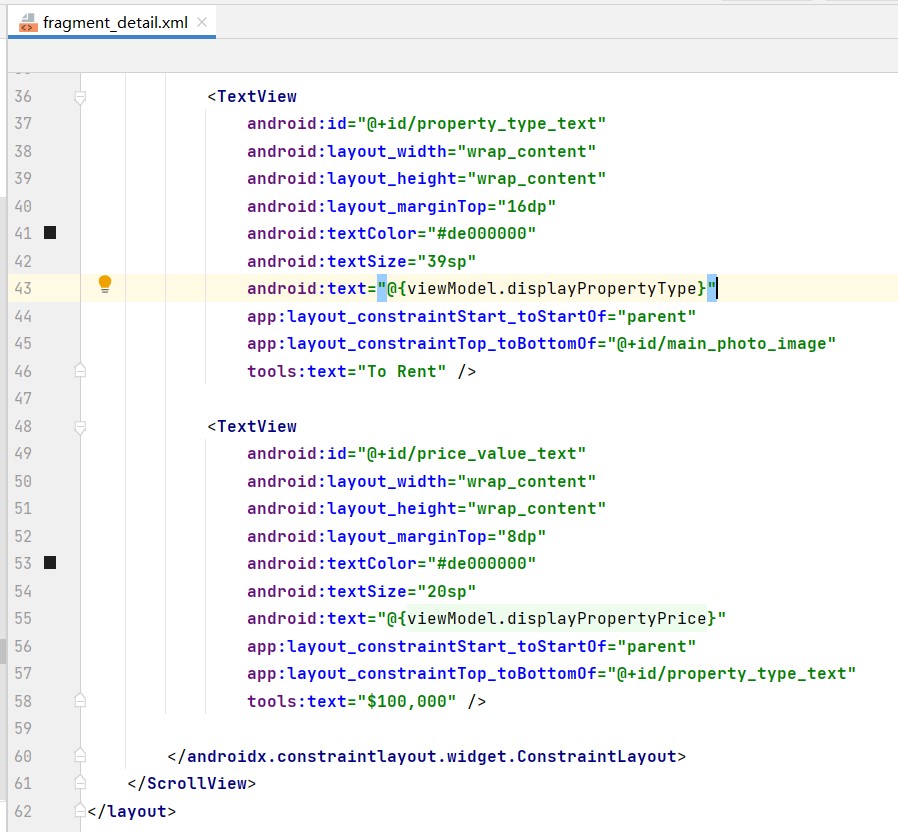 fragment_detail.xml
36 <TextView
37 android:id="@+id/property_type_text"
38 android:layout_width="wrap_content"
39 android:layout_height="wrap_content"
40 android:layout_marginTop="16dp"
41 android:textColor="#de000000"
42 android:textSize="39sp"
43 android:text="@{viewModel.displayPropertyType}"
44 app:layout_constraintStart_toStartOf="parent"
45 app:layout_constraintTop_toBottomOf="@+id/main_photo_image"
46 tools:text="To Rent" />
47
48 <TextView
49 android:id="@+id/price_value_text"
50 android:layout_width="wrap_content"
51 android:layout_height="wrap_content"
52 android:layout_marginTop="8dp"
53 android:textColor="#de000000"
54 android:textSize="20sp"
55 android:text="@{viewModel.displayPropertyPrice}"
56 app:layout_constraintStart_toStartOf="parent"
57 app:layout_constraintTop_toBottomOf="@+id/property_type_text"
58 tools:text="$100,000" />
59
60 </androidx.constraintlayout.widget.ConstraintLayout>
61 </ScrollView>
62 </layout>